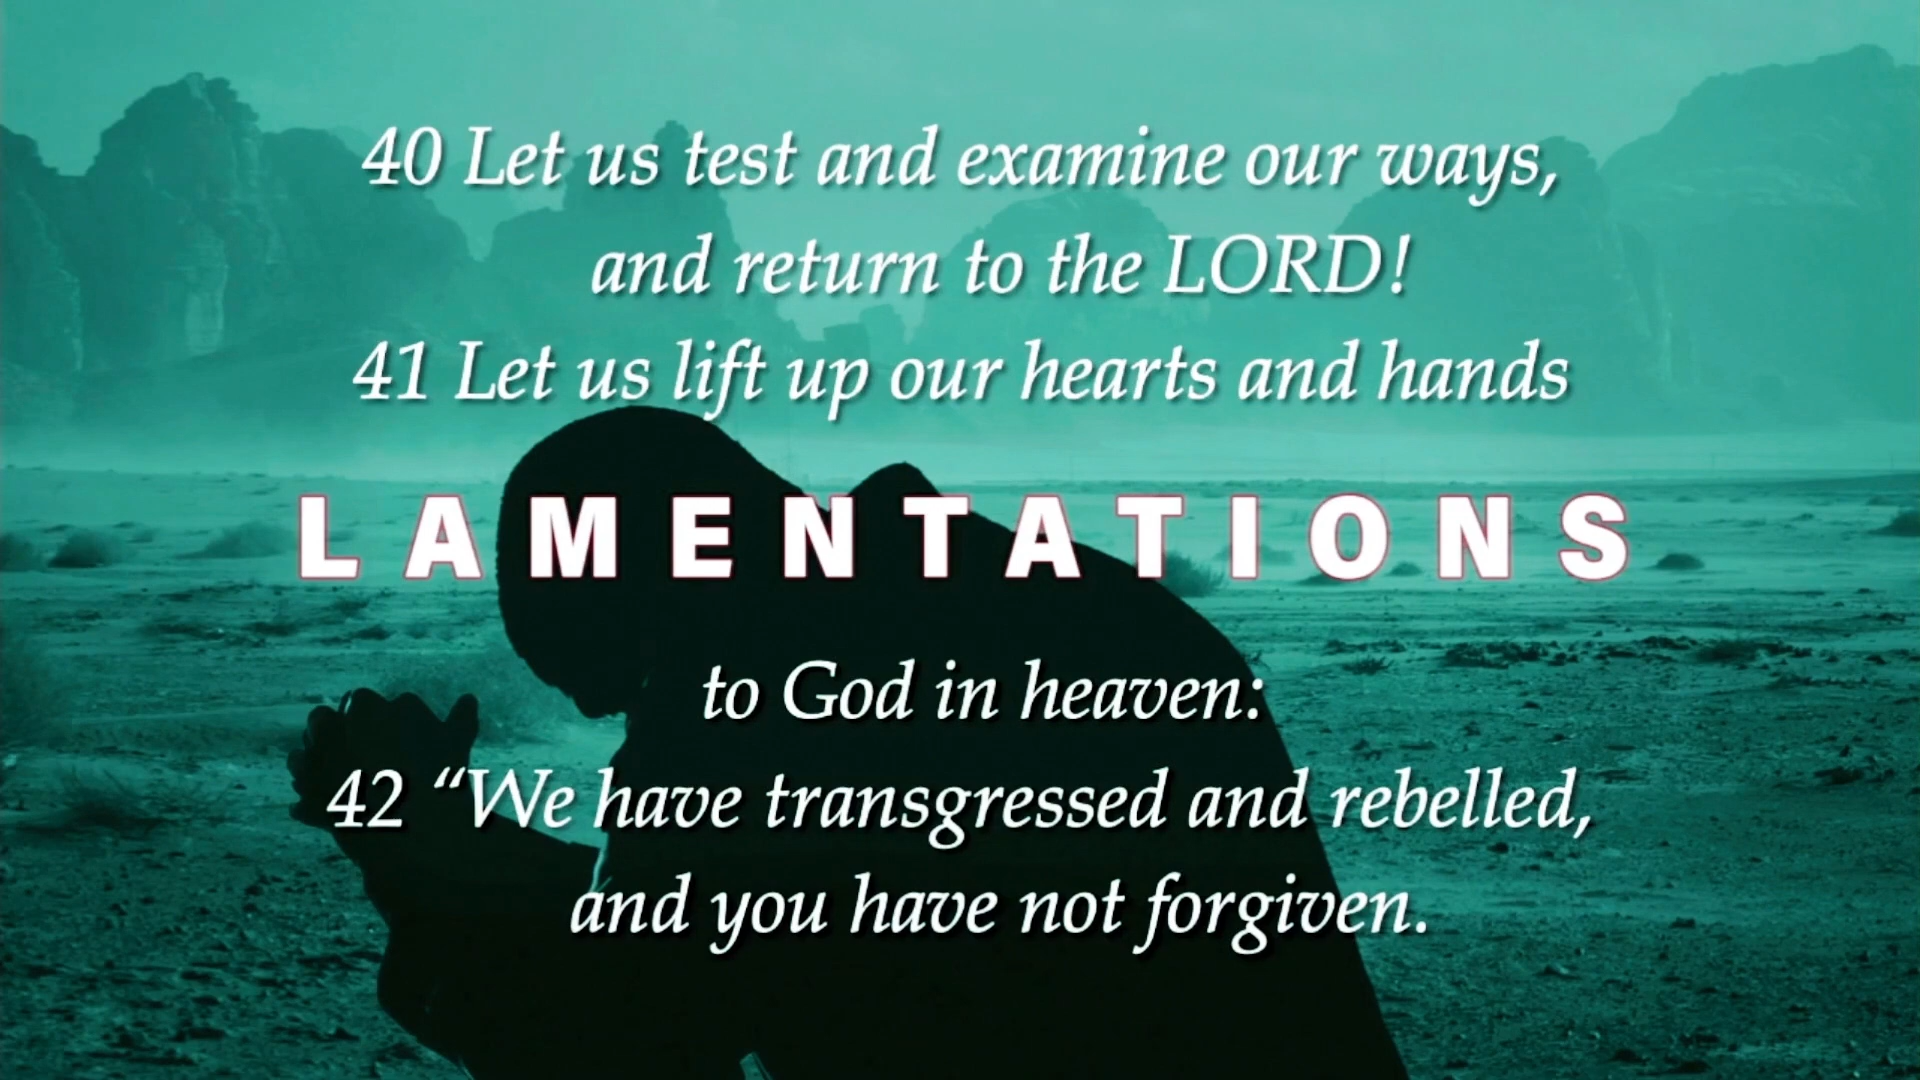 40 Let us test and examine our ways,
and return to the LORD!
41 Let us lift up our hearts and hands
LAMENTATIONS
to God in heaven:
42 “We have transgressed and rebelled,
and you have not forgiven.